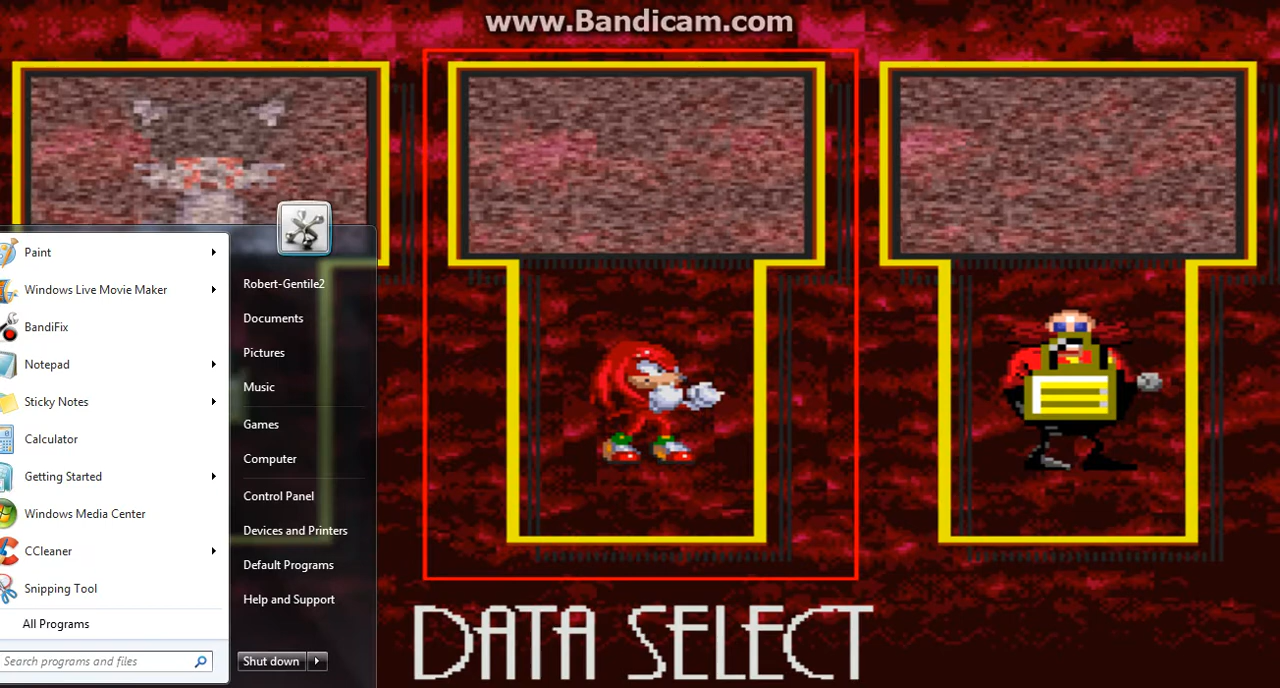 www.Bandicam.com
Paint
Windows Live Movie Maker
BandiFix
Notepad
Sticky Notes
Calculator
Getting Started
Windows Media Center
CCleaner
Snipping Tool
All Programs
Search programs and files
Robert-Gentile2
Documents
Pictures
Music
Games
Computer
Control Panel
Devices and Printers
Default Programs
Help and Support
Shut down
DATA SELECT